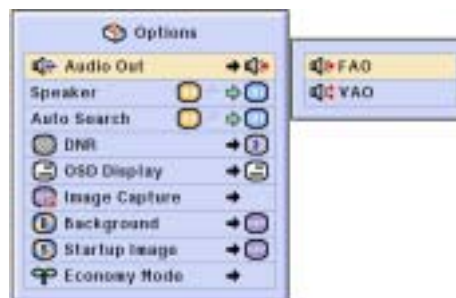 Options
Audio Out
Speaker
Auto Search
DNR
OSD Display
Image Capture
Background
Startup Image
Economy Mode
FAO
VAO